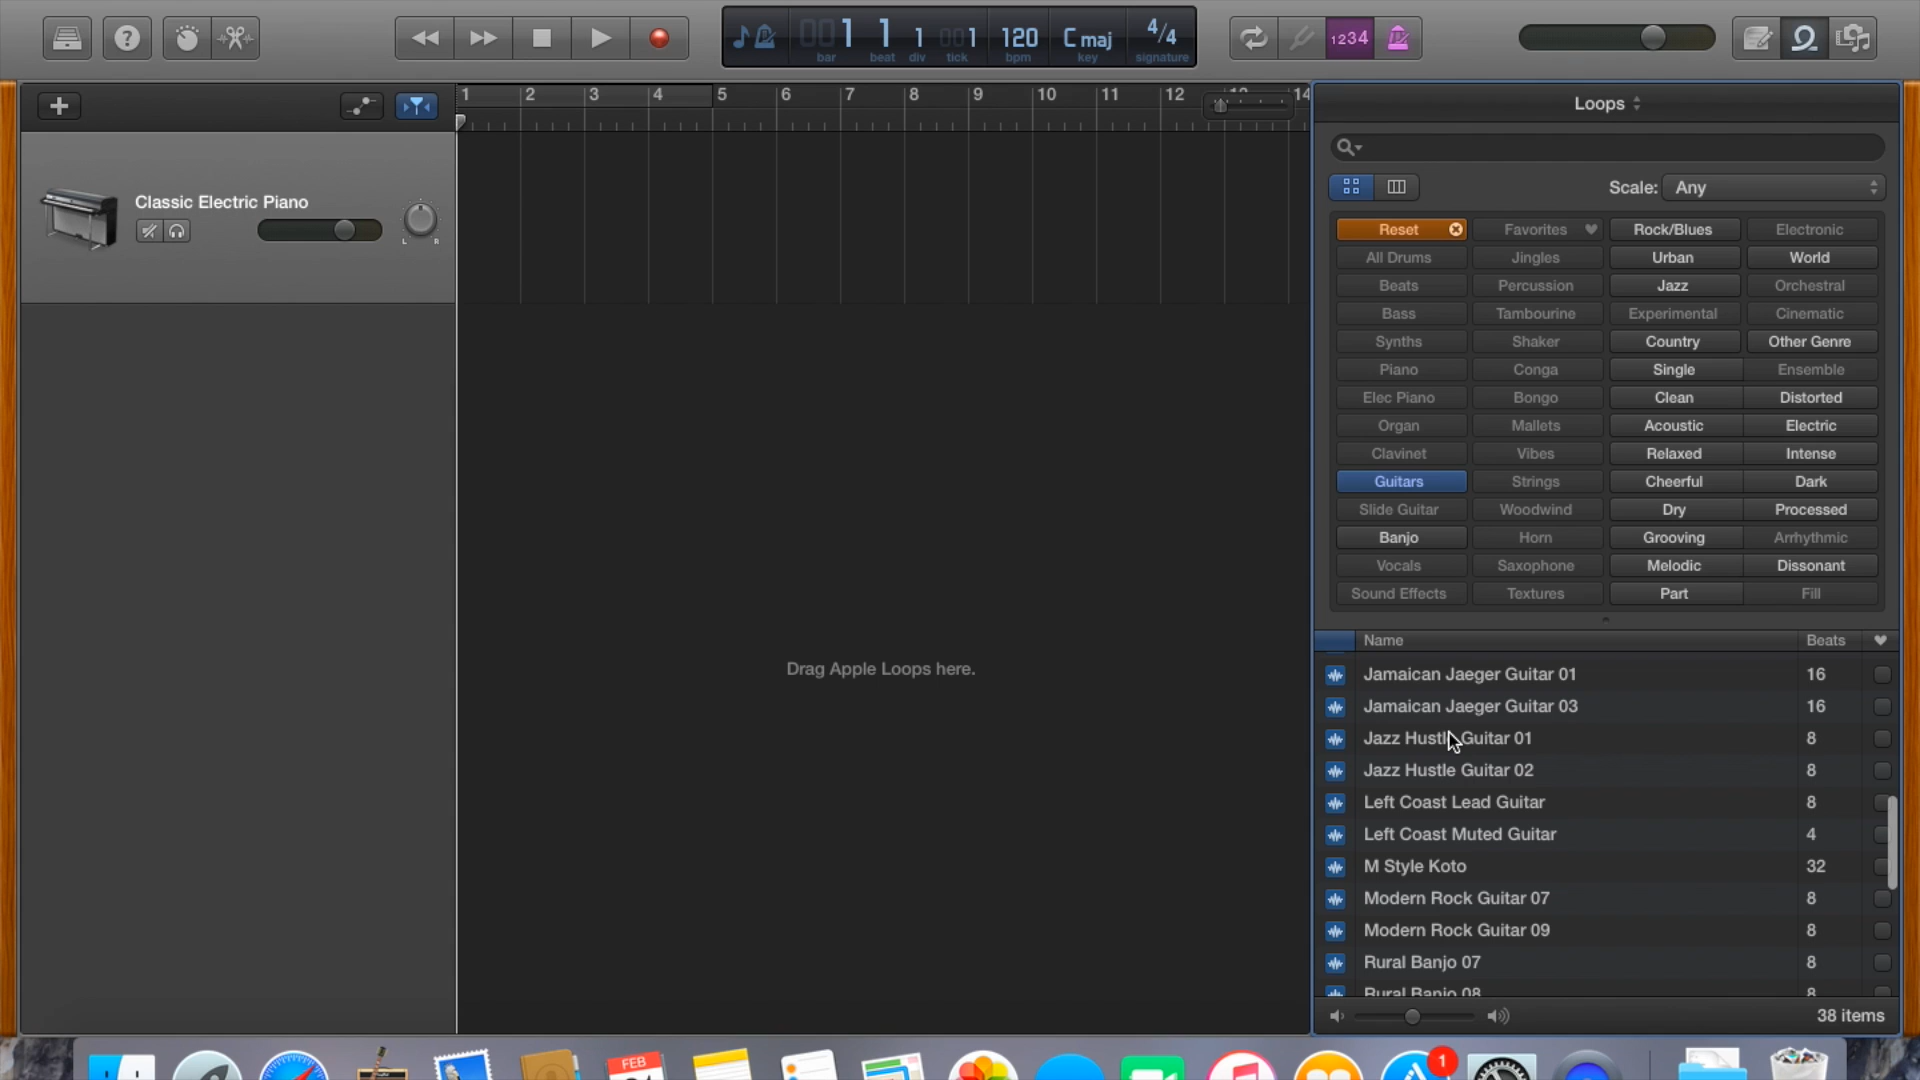 001 1 1 001 120 C maj 4/4
bar beat div tick bpm key signature
1234
1 2 3 4 5 6 7 8 9 10 11 12 13 14
Classic Electric Piano
L R
Drag Apple Loops here.
Loops
Scale: Any
Reset Favorites Rock/Blues Electronic
All Drums Jingles Urban World
Beats Percussion Jazz Orchestral
Bass Tambourine Experimental Cinematic
Synths Shaker Country Other Genre
Piano Conga Single Ensemble
Elec Piano Bongo Clean Distorted
Organ Mallets Acoustic Electric
Clavinet Vibes Relaxed Intense
Guitars Strings Cheerful Dark
Slide Guitar Woodwind Dry Processed
Banjo Horn Grooving Arrhythmic
Vocals Saxophone Melodic Dissonant
Sound Effects Textures Part Fill
Name Beats
Jamaican Jaeger Guitar 01 16
Jamaican Jaeger Guitar 03 16
Jazz Hustle Guitar 01 8
Jazz Hustle Guitar 02 8
Left Coast Lead Guitar 8
Left Coast Muted Guitar 4
M Style Koto 32
Modern Rock Guitar 07 8
Modern Rock Guitar 09 8
Rural Banjo 07 8
Rural Banjo 08 8
38 items
FEB
1